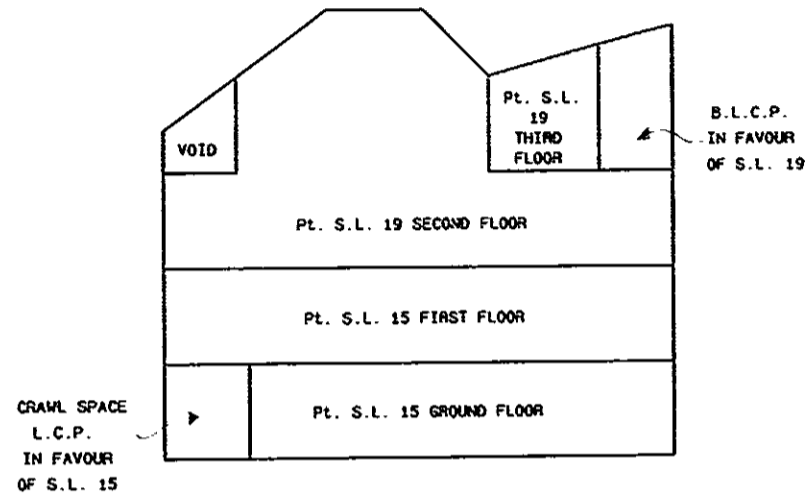 Pt. S.L.
19
THIRD
FLOOR
B.L.C.P.
IN FAVOUR
OF S.L. 19
VOID
Pt. S.L. 19 SECOND FLOOR
Pt. S.L. 15 FIRST FLOOR
Pt. S.L. 15 GROUND FLOOR
CRAWL SPACE
L.C.P.
IN FAVOUR
OF S.L. 15